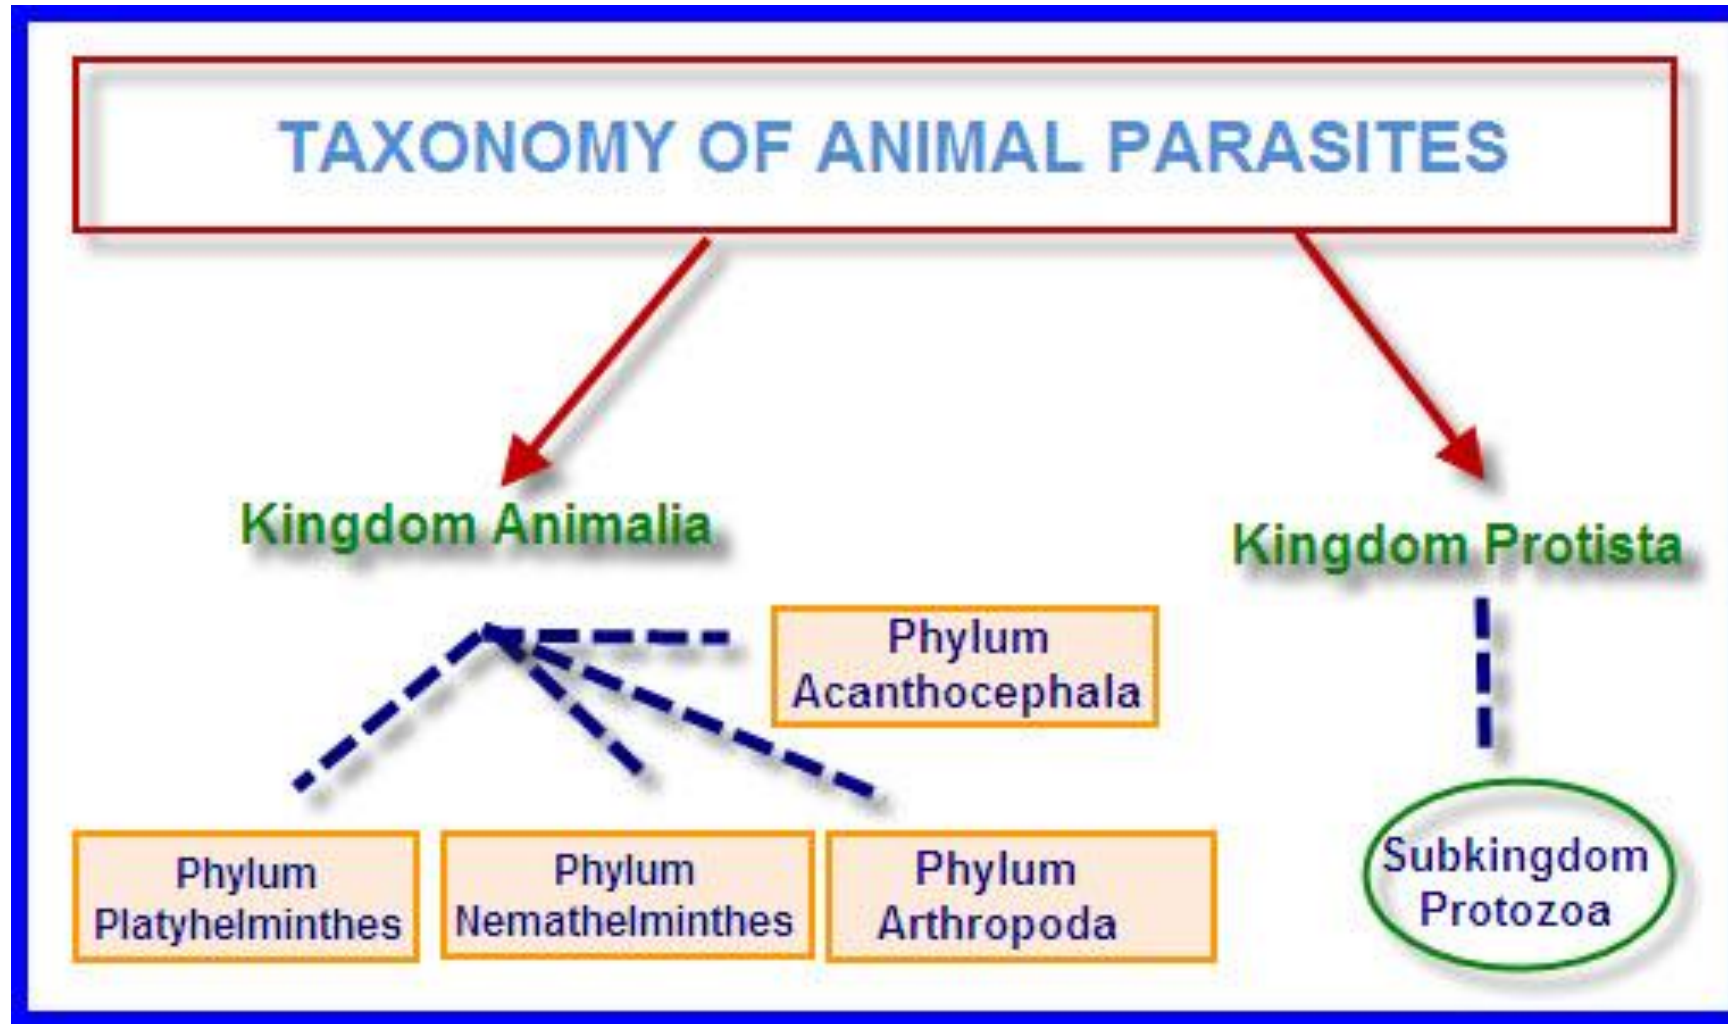 TAXONOMY OF ANIMAL PARASITES
Kingdom Animalia
Kingdom Protista
Phylum
Acanthocephala
Phylum
Platyhelminthes
Phylum
Nemathelminthes
Phylum
Arthropoda
Subkingdom
Protozoa